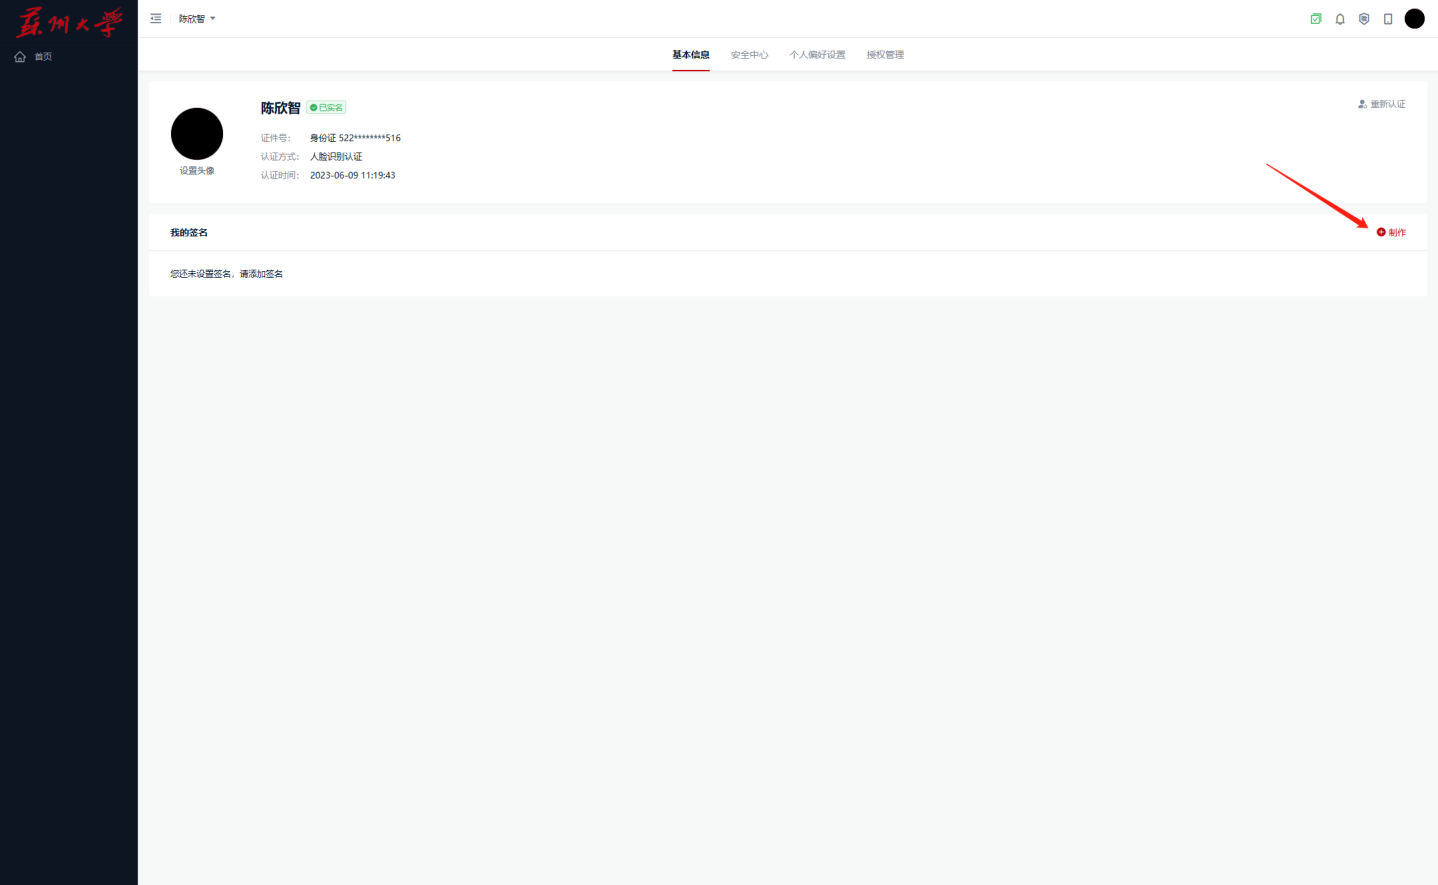 蘇州大學
陈欣智
首页
基本信息 安全中心 个人偏好设置 授权管理
陈欣智 已实名
重新认证
证件号： 身份证 522********516
认证方式： 人脸识别认证
设置头像
认证时间： 2023-06-09 11:19:43
我的签名
制作
您还未设置签名，请添加签名